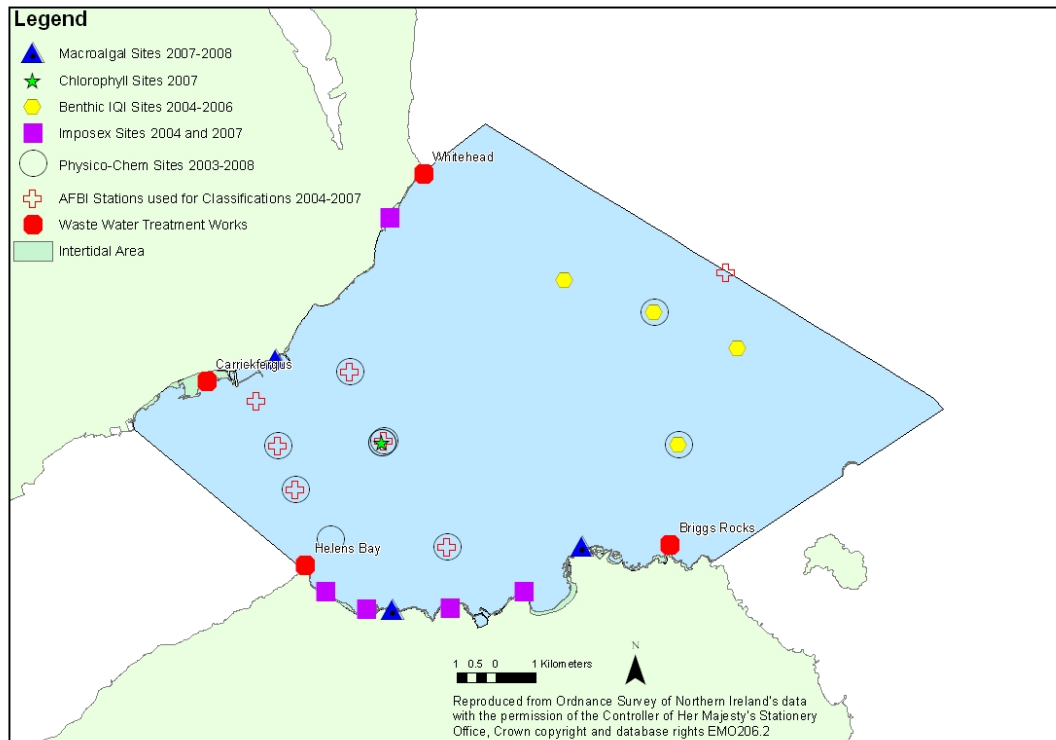 Legend
Macroalgal Sites 2007-2008
Chlorophyll Sites 2007
Benthic IQI Sites 2004-2006
Imposex Sites 2004 and 2007
Physico-Chem Sites 2003-2008
AFBI Stations used for Classifications 2004-2007
Waste Water Treatment Works
Intertidal Area
Whitehead
Carrickfergus
Briggs Rocks
Helens Bay
N
1 0.5 0 1 Kilometers
Reproduced from Ordnance Survey of Northern Ireland's data
with the permission of the Controller of Her Majesty's Stationery
Office, Crown copyright and database rights EMO206.2